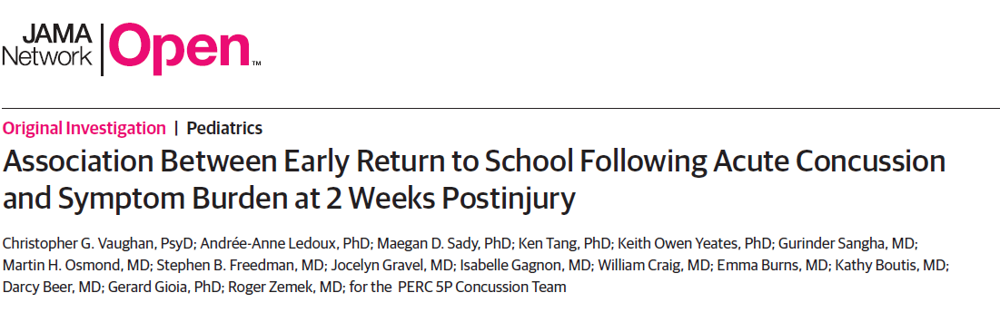 JAMA
Network
Open™
Original Investigation | Pediatrics
Association Between Early Return to School Following Acute Concussion
and Symptom Burden at 2 Weeks Postinjury
Christopher G. Vaughan, PsyD; Andrée-Anne Ledoux, PhD; Maegan D. Sady, PhD; Ken Tang, PhD; Keith Owen Yeates, PhD; Gurinder Sangha, MD;
Martin H. Osmond, MD; Stephen B. Freedman, MD; Jocelyn Gravel, MD; Isabelle Gagnon, MD; William Craig, MD; Emma Burns, MD; Kathy Boutis, MD;
Darcy Beer, MD; Gerard Gioia, PhD; Roger Zemek, MD; for the PERC 5P Concussion Team